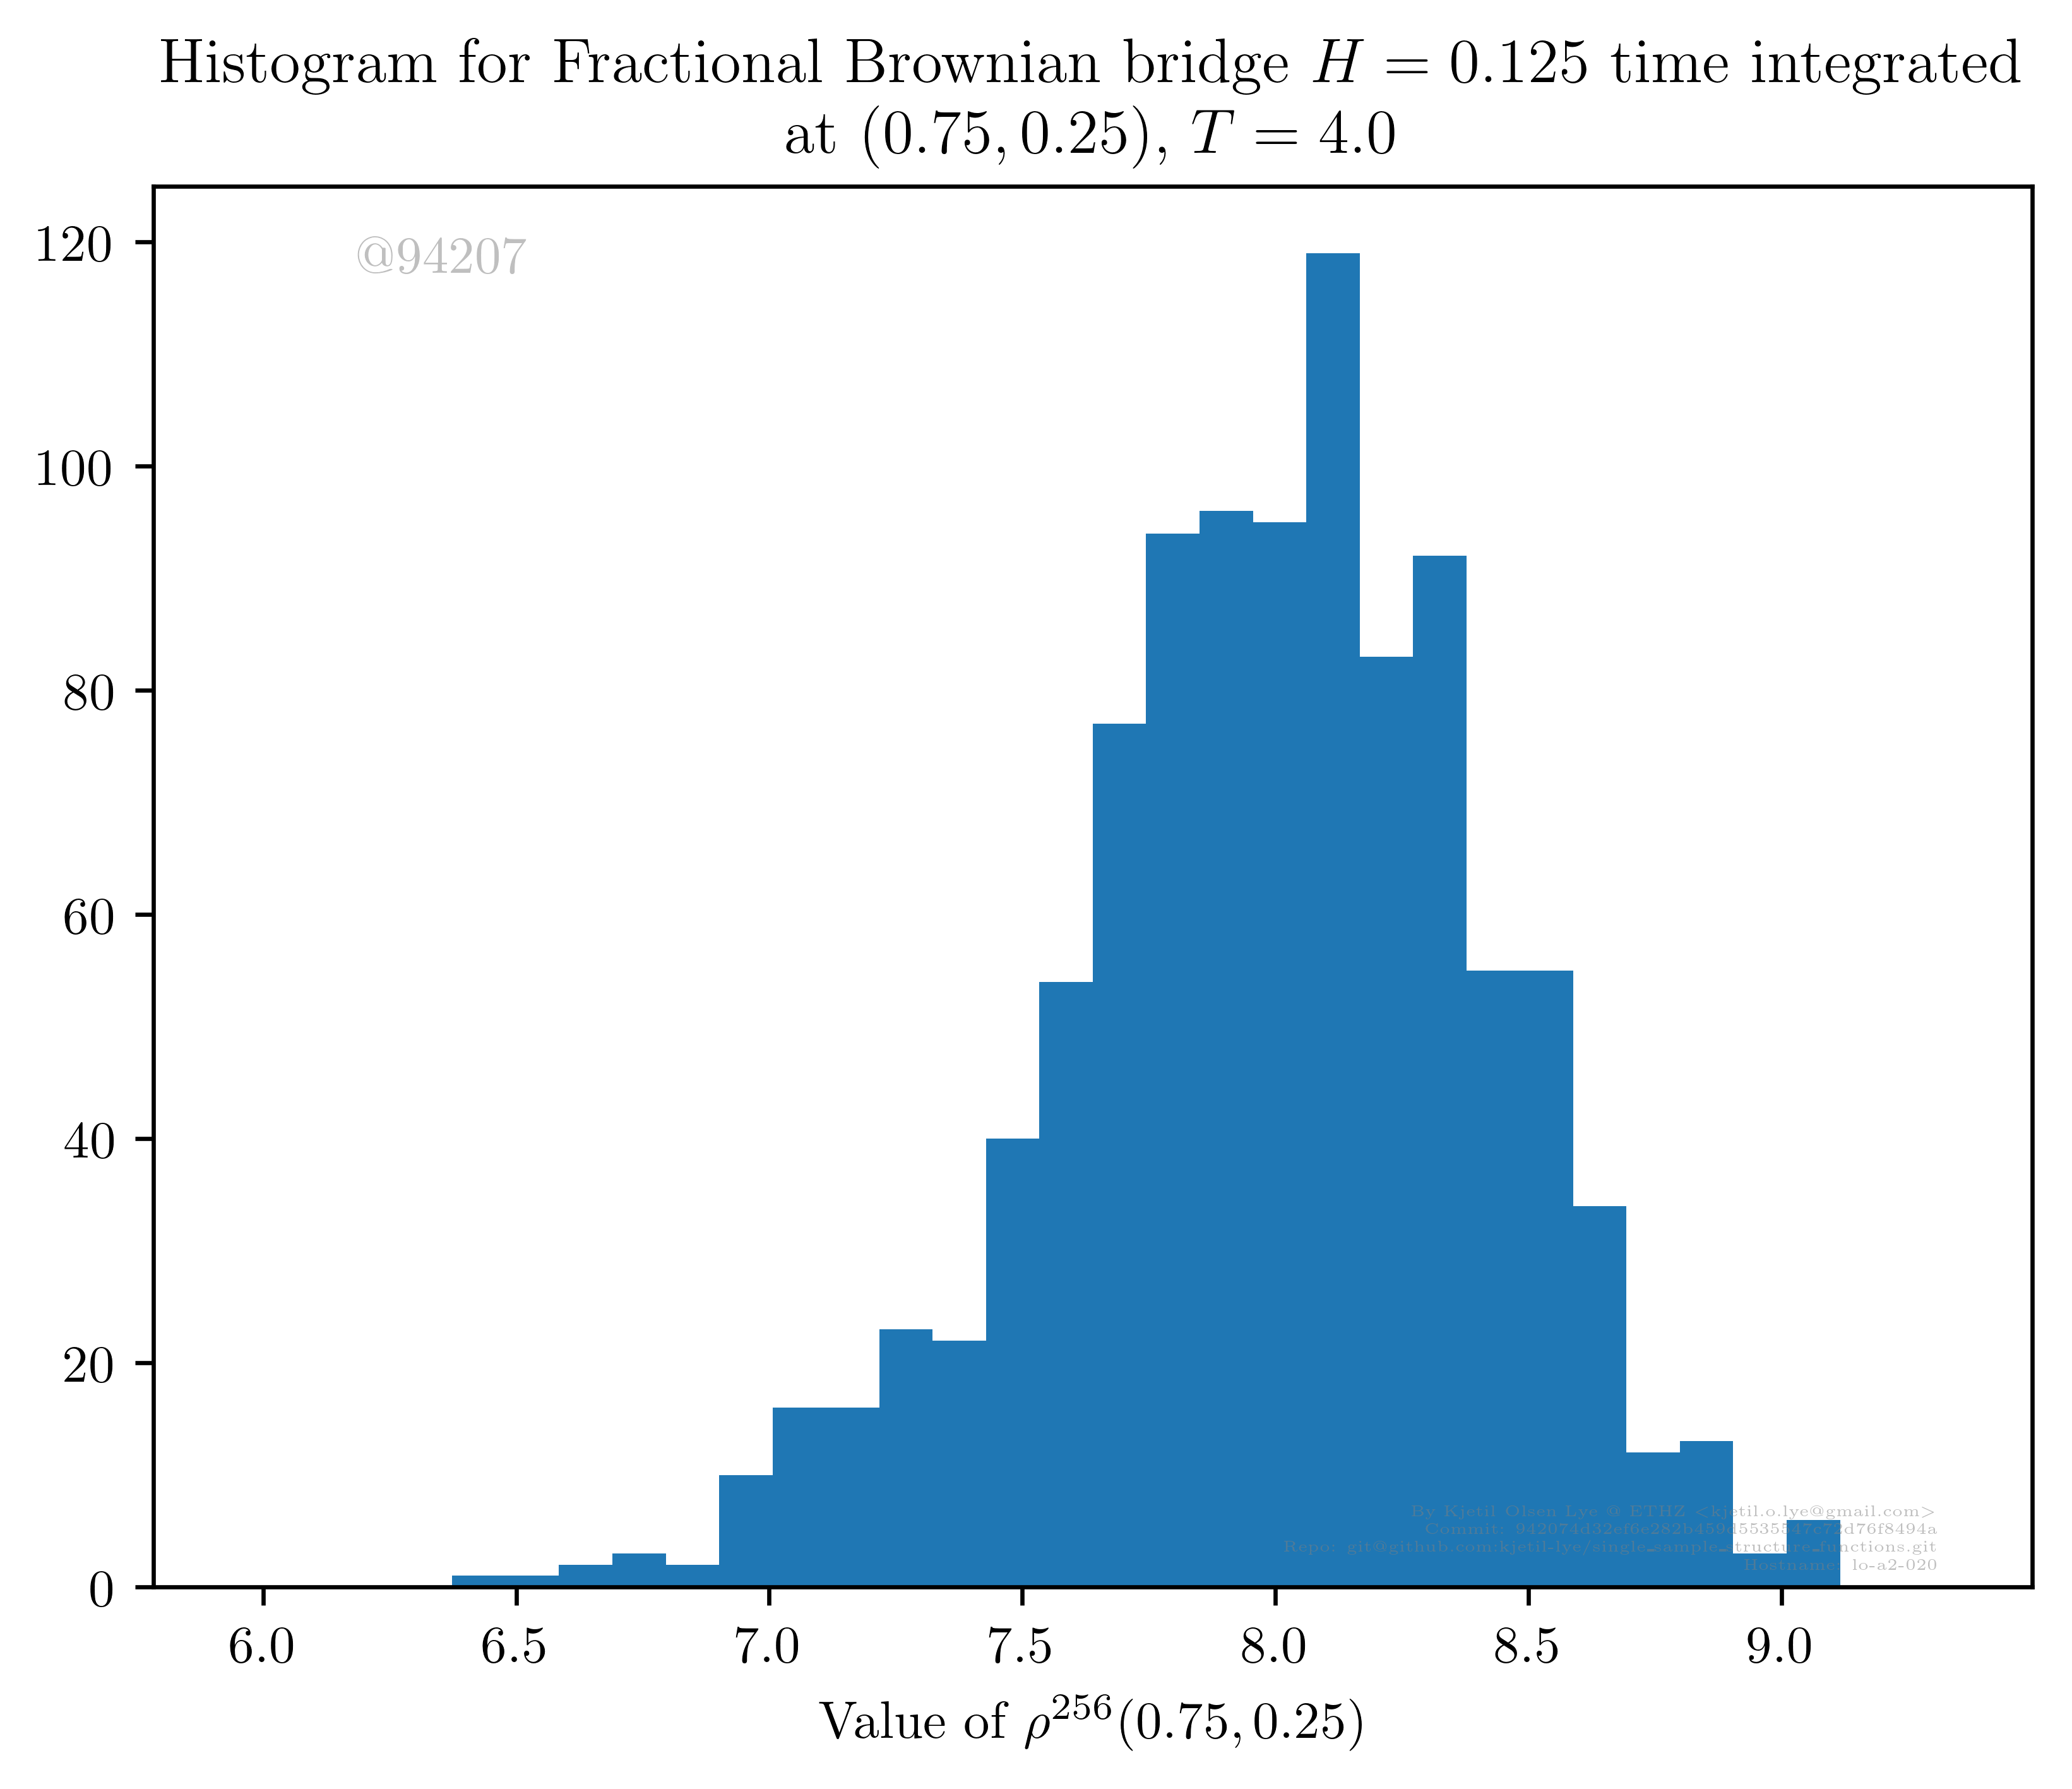 Histogram for Fractional Brownian bridge H = 0.125 time integrated
at (0.75, 0.25), T = 4.0
@94207
120
100
80
60
40
20
0
By Kjetil Olsen Lye @ ETHZ <kjetil.o.lye@gmail.com>
Repo: git@github.com:kjetil-lye/single_sample_structure_functions.git
Hostname: lo-a2-020
6.0 6.5 7.0 7.5 8.0 8.5 9.0
Value of ρ²⁵⁶(0.75, 0.25)